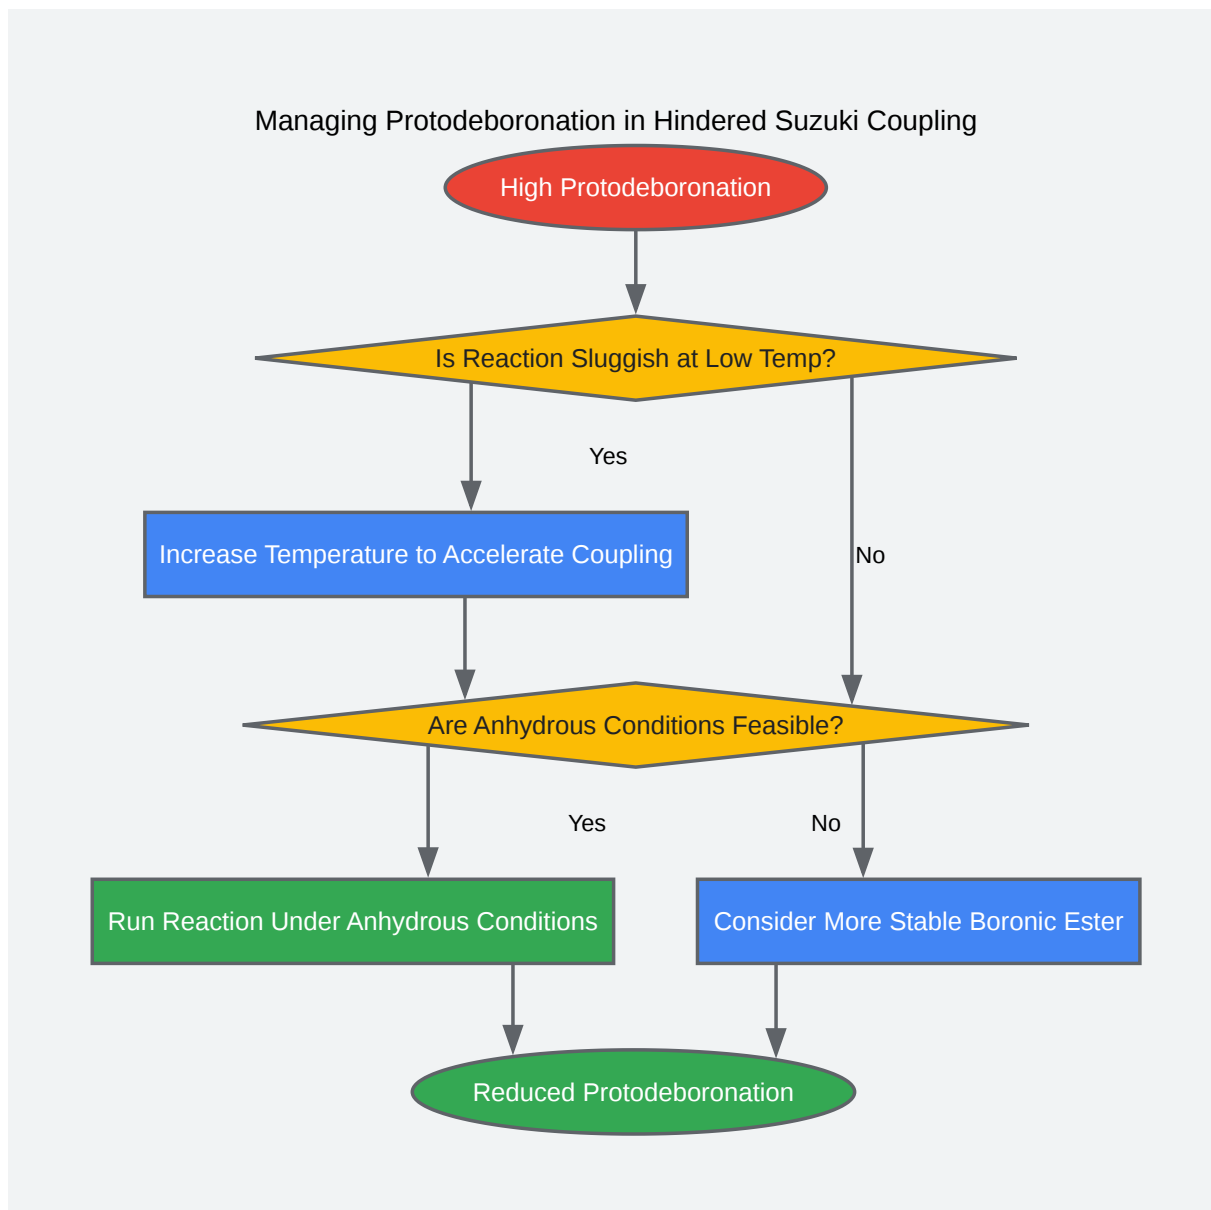 Managing Protodeboronation in Hindered Suzuki Coupling
High Protodeboronation
Is Reaction Sluggish at Low Temp?
Yes
Increase Temperature to Accelerate Coupling
No
Are Anhydrous Conditions Feasible?
Yes
No
Run Reaction Under Anhydrous Conditions
Consider More Stable Boronic Ester
Reduced Protodeboronation